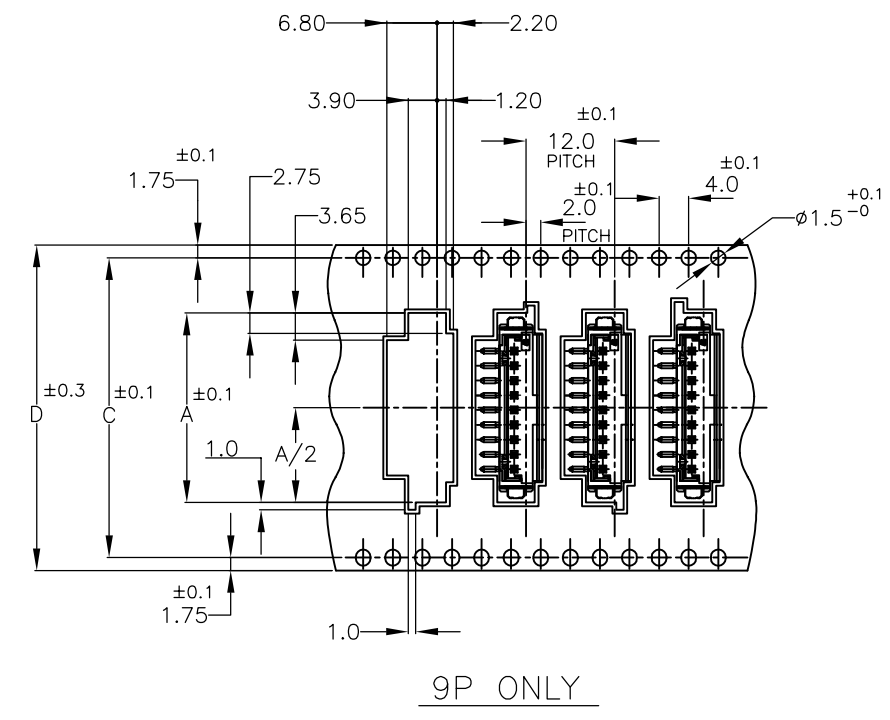 6.80
2.20
3.90
1.20
±0.1
12.0
PITCH
±0.1
1.75
2.75
±0.1
4.0
±0.1
2.0
PITCH
+0.1
ø1.5 -0
3.65
D ±0.3
C ±0.1
A ±0.1
1.0
A/2
±0.1
1.75
1.0
9P ONLY